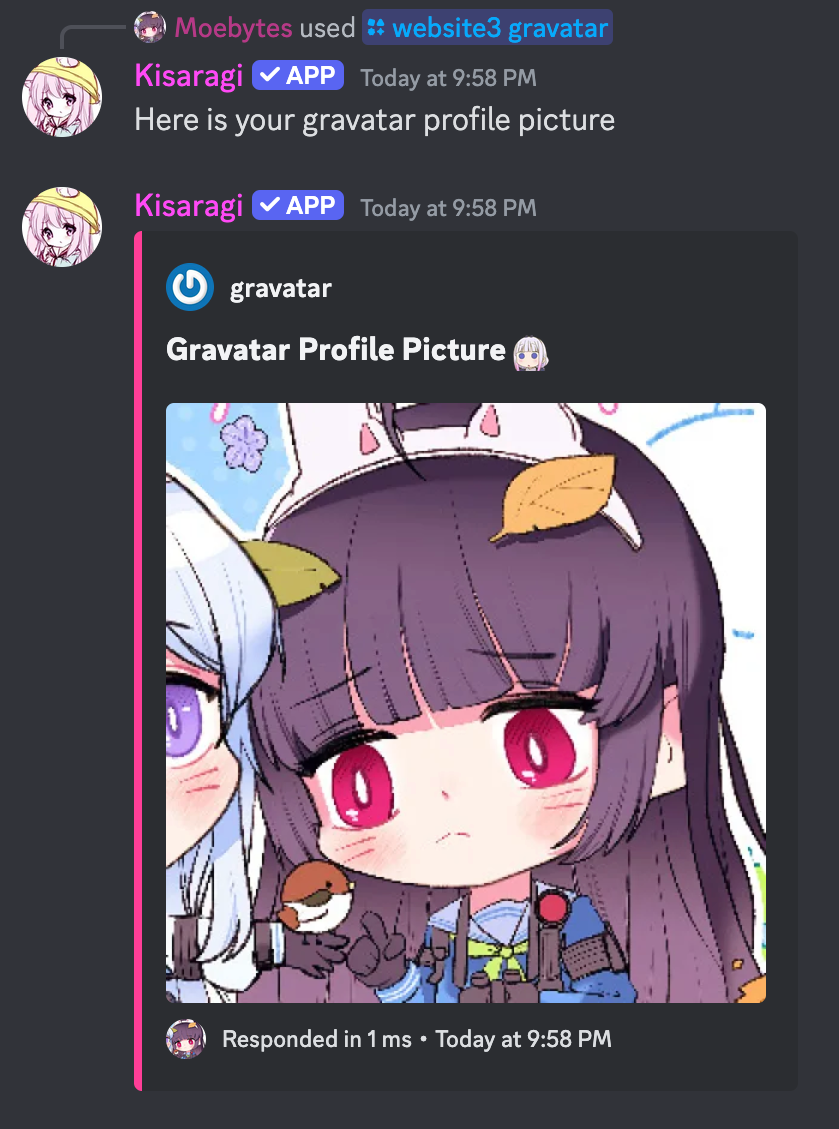 Moebytes used website3 gravatar
Kisaragi APP Today at 9:58 PM
Here is your gravatar profile picture
Kisaragi APP Today at 9:58 PM
gravatar
Gravatar Profile Picture
Responded in 1 ms • Today at 9:58 PM